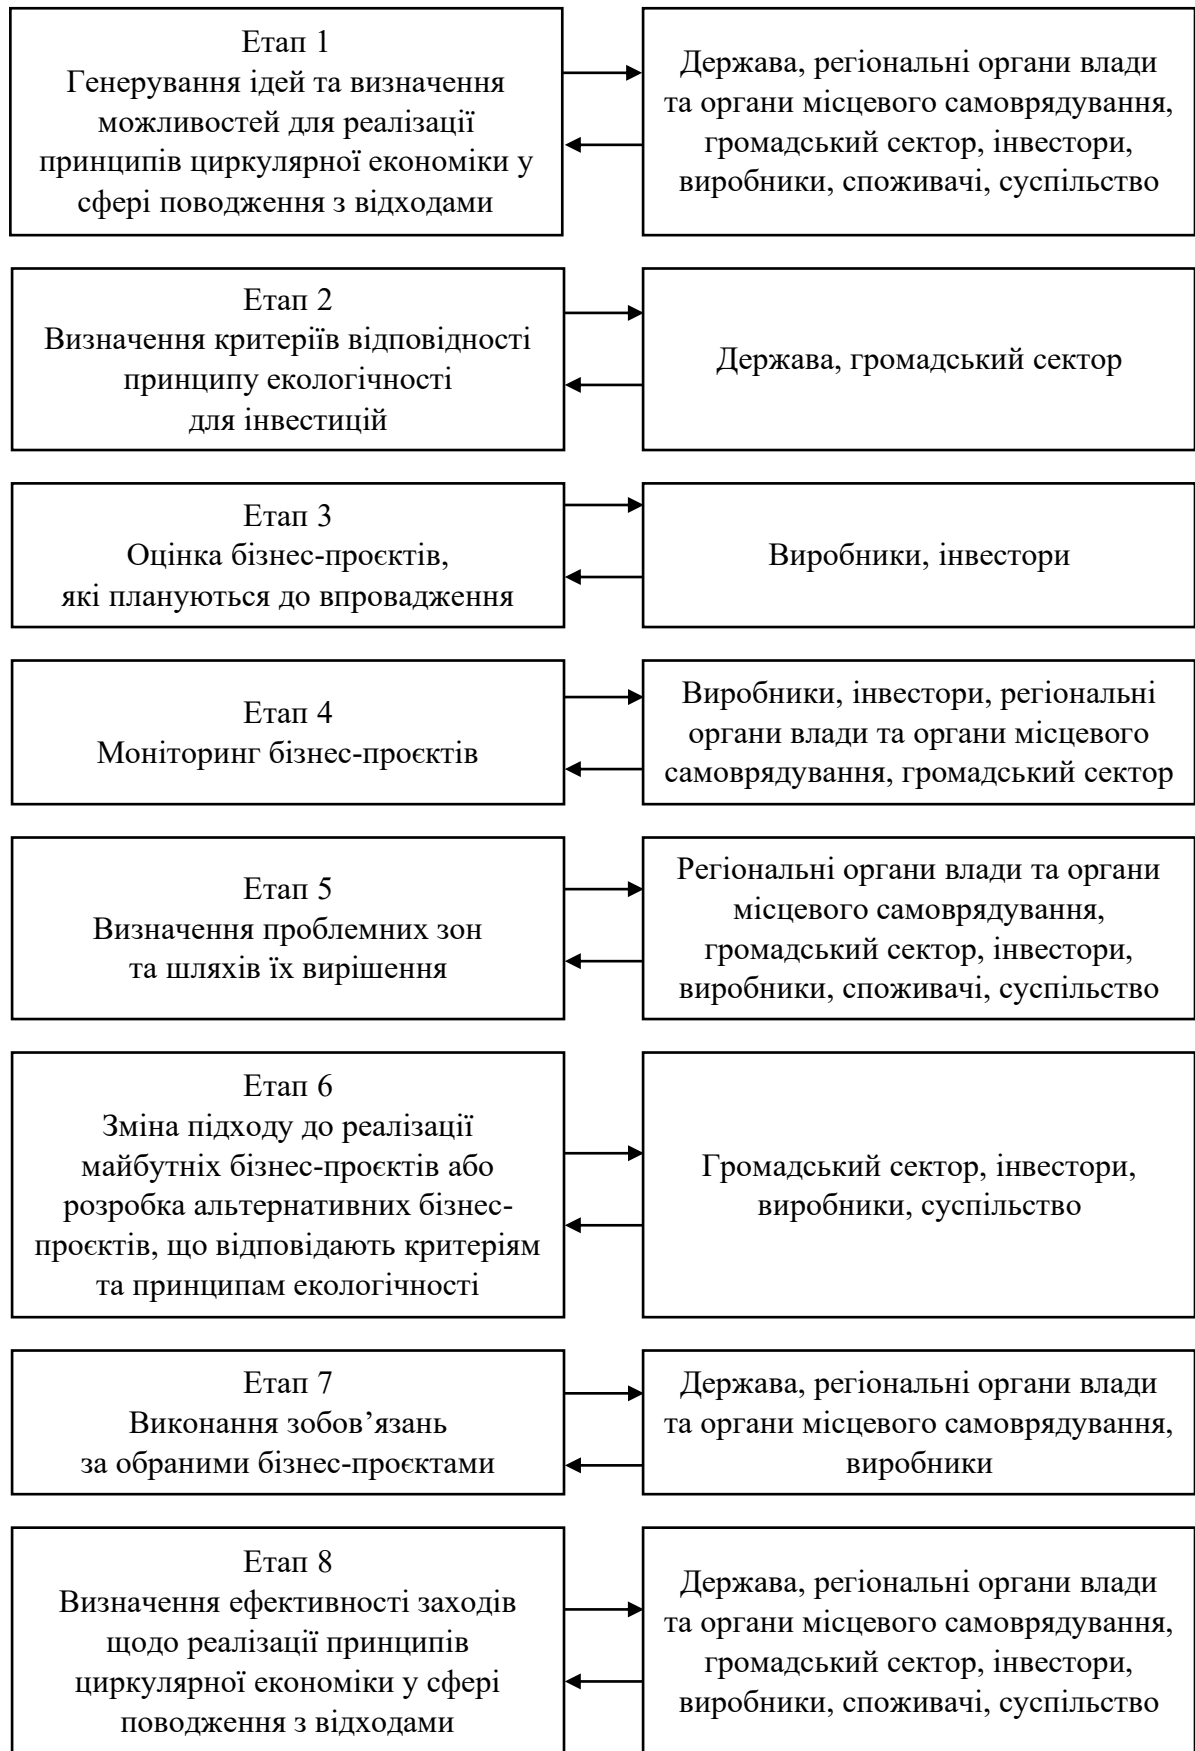 Етап 1
Генерування ідей та визначення
можливостей для реалізації
принципів циркулярної економіки у
сфері поводження з відходами
Держава, регіональні органи влади
та органи місцевого самоврядування,
громадський сектор, інвестори,
виробники, споживачі, суспільство
Етап 2
Визначення критеріїв відповідності
принципу екологічності
для інвестицій
Держава, громадський сектор
Етап 3
Оцінка бізнес-проєктів,
які плануються до впровадження
Виробники, інвестори
Етап 4
Моніторинг бізнес-проєктів
Виробники, інвестори, регіональні
органи влади та органи місцевого
самоврядування, громадський сектор
Етап 5
Визначення проблемних зон
та шляхів їх вирішення
Регіональні органи влади та органи
місцевого самоврядування,
громадський сектор, інвестори,
виробники, споживачі, суспільство
Етап 6
Зміна підходу до реалізації
майбутніх бізнес-проєктів або
розробка альтернативних бізнес-
проєктів, що відповідають критеріям
та принципам екологічності
Громадський сектор, інвестори,
виробники, суспільство
Етап 7
Виконання зобов’язань
за обраними бізнес-проєктами
Держава, регіональні органи влади
та органи місцевого самоврядування,
виробники
Етап 8
Визначення ефективності заходів
щодо реалізації принципів
циркулярної економіки у сфері
поводження з відходами
Держава, регіональні органи влади
та органи місцевого самоврядування,
громадський сектор, інвестори,
виробники, споживачі, суспільство